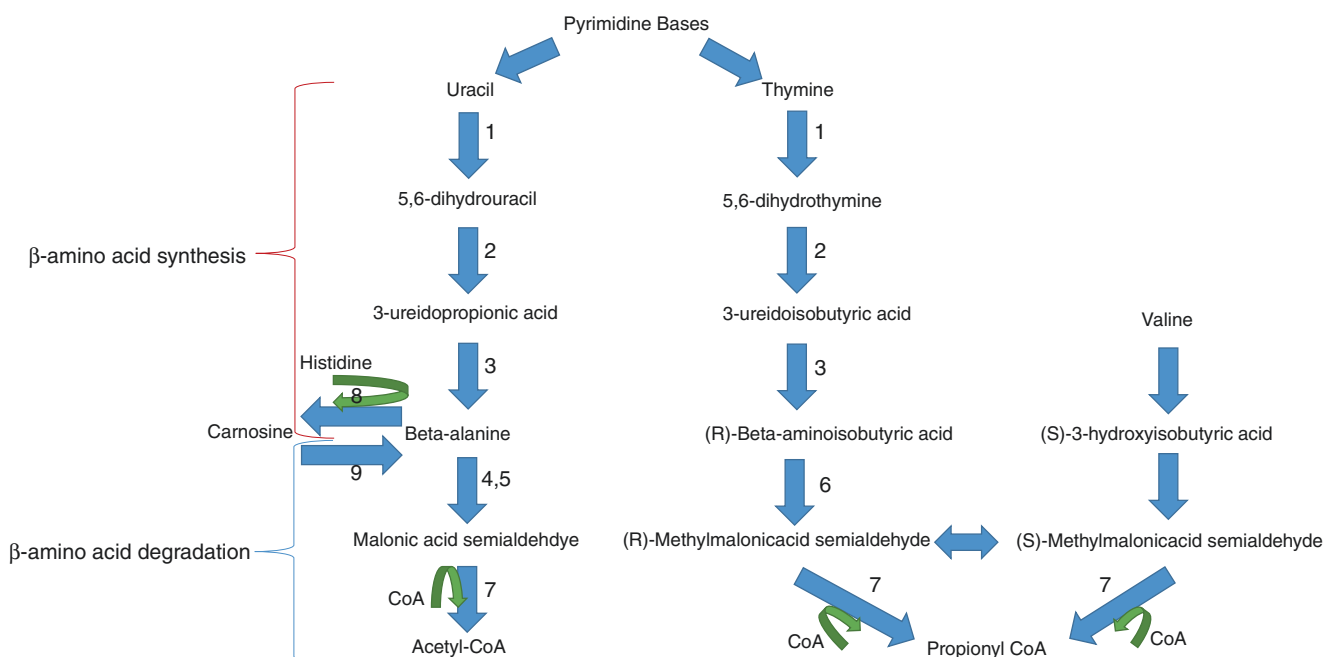 Pyrimidine Bases
Uracil
Thymine
1
1
5,6-dihydrouracil
5,6-dihydrothymine
β-amino acid synthesis
2
2
3-ureidopropionic acid
3-ureidoisobutyric acid
Valine
Histidine
3
3
8
Carnosine
Beta-alanine
(R)-Beta-aminoisobutyric acid
(S)-3-hydroxyisobutyric acid
9
4,5
6
β-amino acid degradation
Malonic acid semialdehdye
(R)-Methylmalonicacid semialdehyde
(S)-Methylmalonicacid semialdehyde
CoA
7
7
7
CoA
CoA
Acetyl-CoA
Propionyl CoA